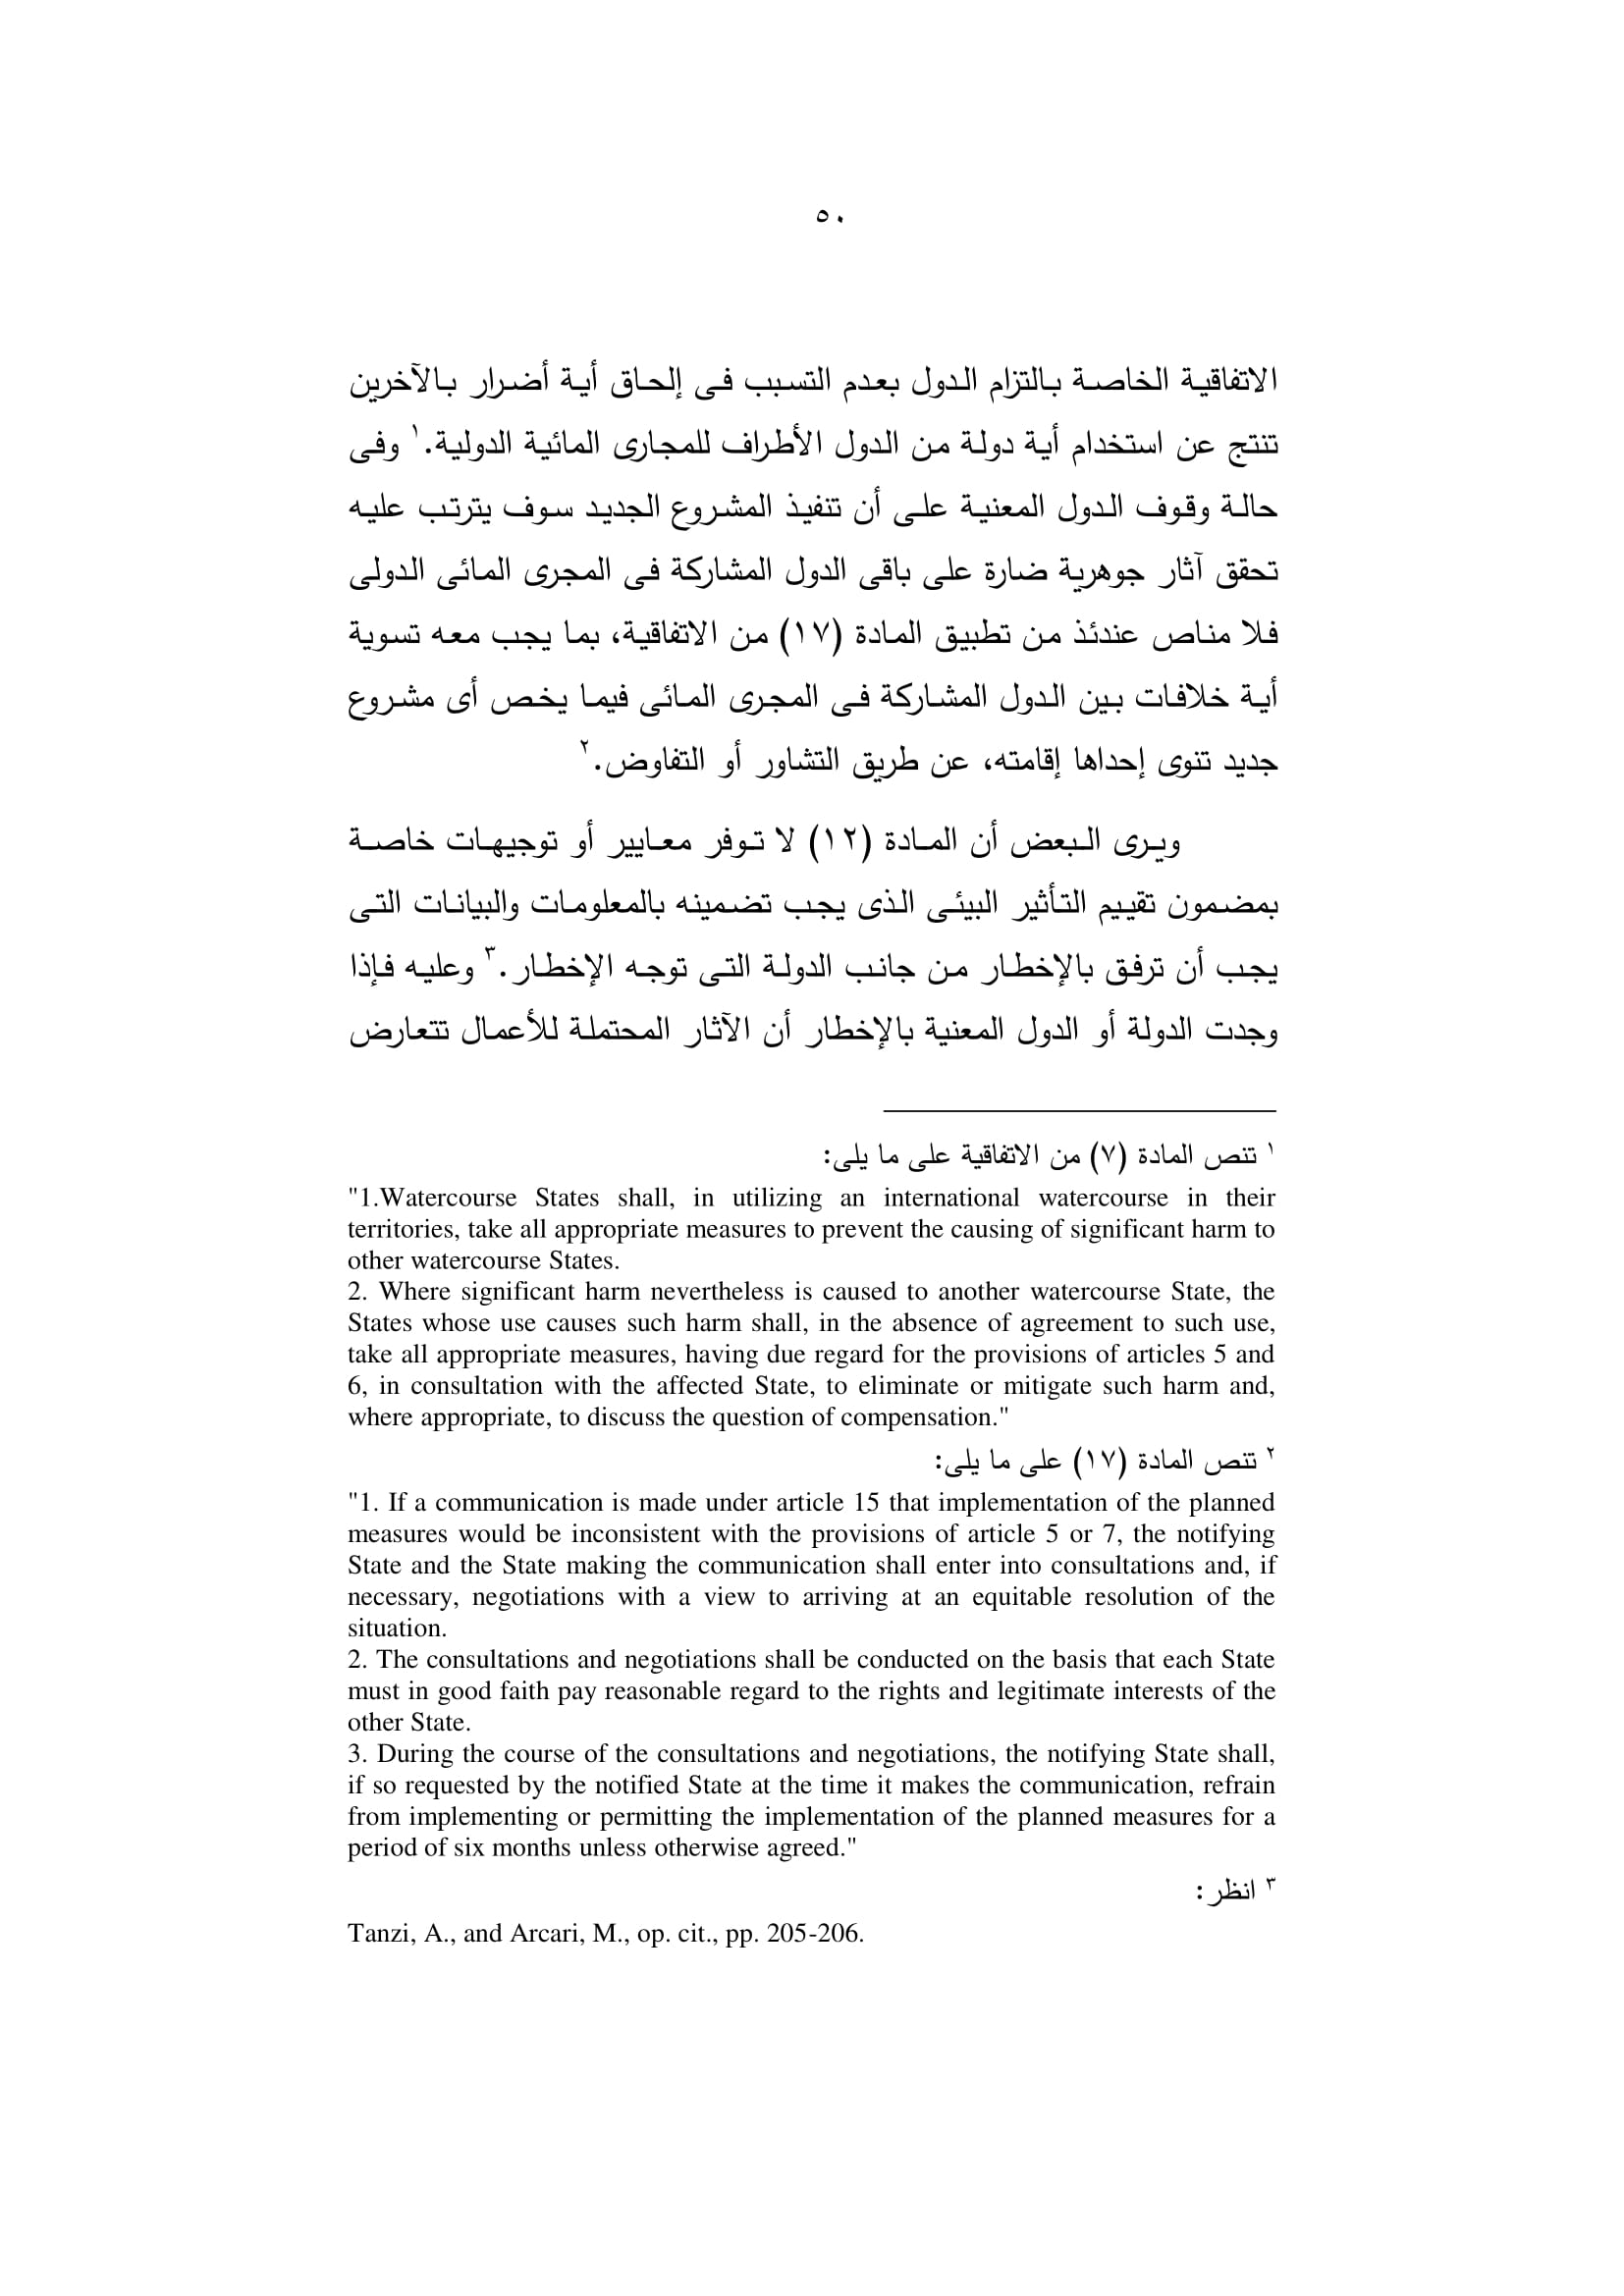 ٥٠
الاتفاقية الخاصة بالتزام الدول بعدم التسبب فى إلحاق أية أضرار بالآخرين
تنتج عن استخدام أية دولة من الدول الأطراف للمجارى المائية الدولية.١ وفى
حالة وقوف الدول المعنية على أن تنفيذ المشروع الجديد سوف يترتب عليه
تحقق آثار جوهرية ضارة على باقى الدول المشاركة فى المجرى المائى الدولى
فلا مناص عندئذ من تطبيق المادة (١٧) من الاتفاقية، بما يجب معه تسوية
أية خلافات بين الدول المشاركة فى المجرى المائى فيما يخص أى مشروع
جديد تنوى إحداها إقامته، عن طريق التشاور أو التفاوض.٢
ويرى البعض أن المادة (١٢) لا توفر معايير أو توجيهات خاصة
بمضمون تقييم التأثير البيئى الذى يجب تضمينه بالمعلومات والبيانات التى
يجب أن ترفق بالإخطار من جانب الدولة التى توجه الإخطار.٣ وعليه فإذا
وجدت الدولة أو الدول المعنية بالإخطار أن الآثار المحتملة للأعمال تتعارض
١ تنص المادة (٧) من الاتفاقية على ما يلى:
"1.Watercourse States shall, in utilizing an international watercourse in their
territories, take all appropriate measures to prevent the causing of significant harm to
other watercourse States.
2. Where significant harm nevertheless is caused to another watercourse State, the
States whose use causes such harm shall, in the absence of agreement to such use,
take all appropriate measures, having due regard for the provisions of articles 5 and
6, in consultation with the affected State, to eliminate or mitigate such harm and,
where appropriate, to discuss the question of compensation."
٢ تنص المادة (١٧) على ما يلى:
"1. If a communication is made under article 15 that implementation of the planned
measures would be inconsistent with the provisions of article 5 or 7, the notifying
State and the State making the communication shall enter into consultations and, if
necessary, negotiations with a view to arriving at an equitable resolution of the
situation.
2. The consultations and negotiations shall be conducted on the basis that each State
must in good faith pay reasonable regard to the rights and legitimate interests of the
other State.
3. During the course of the consultations and negotiations, the notifying State shall,
if so requested by the notified State at the time it makes the communication, refrain
from implementing or permitting the implementation of the planned measures for a
period of six months unless otherwise agreed."
٣ انظر:
Tanzi, A., and Arcari, M., op. cit., pp. 205-206.